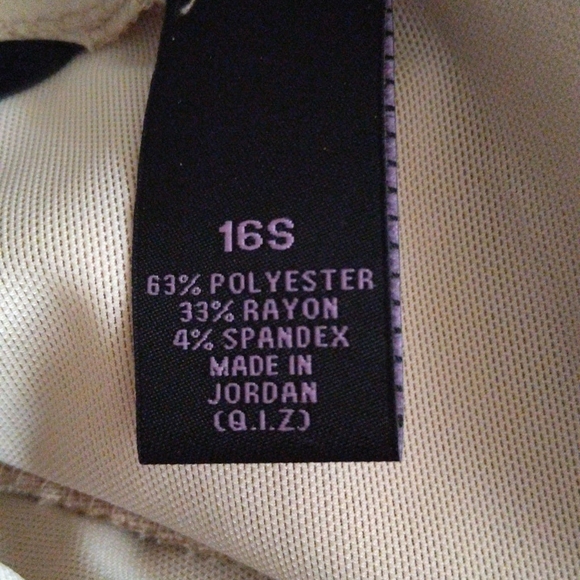 16S
63% POLYESTER
33% RAYON
4% SPANDEX
MADE IN
JORDAN
(Q.I.Z)